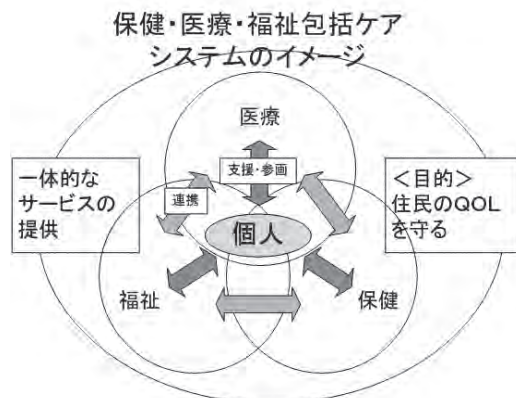 保健・医療・福祉包括ケア
システムのイメージ
医療
支援・参画
一体的な
サービスの
提供
連携
<目的>
住民のQOL
を守る
個人
福祉
保健